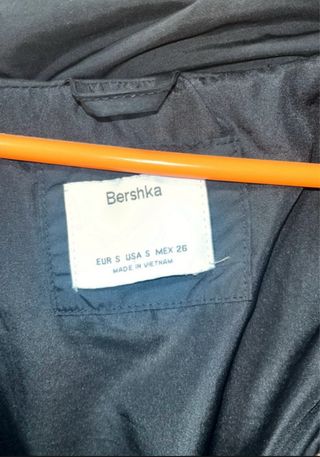 Bershka
EUR S USA S MEX 26
MADE IN VIETNAM